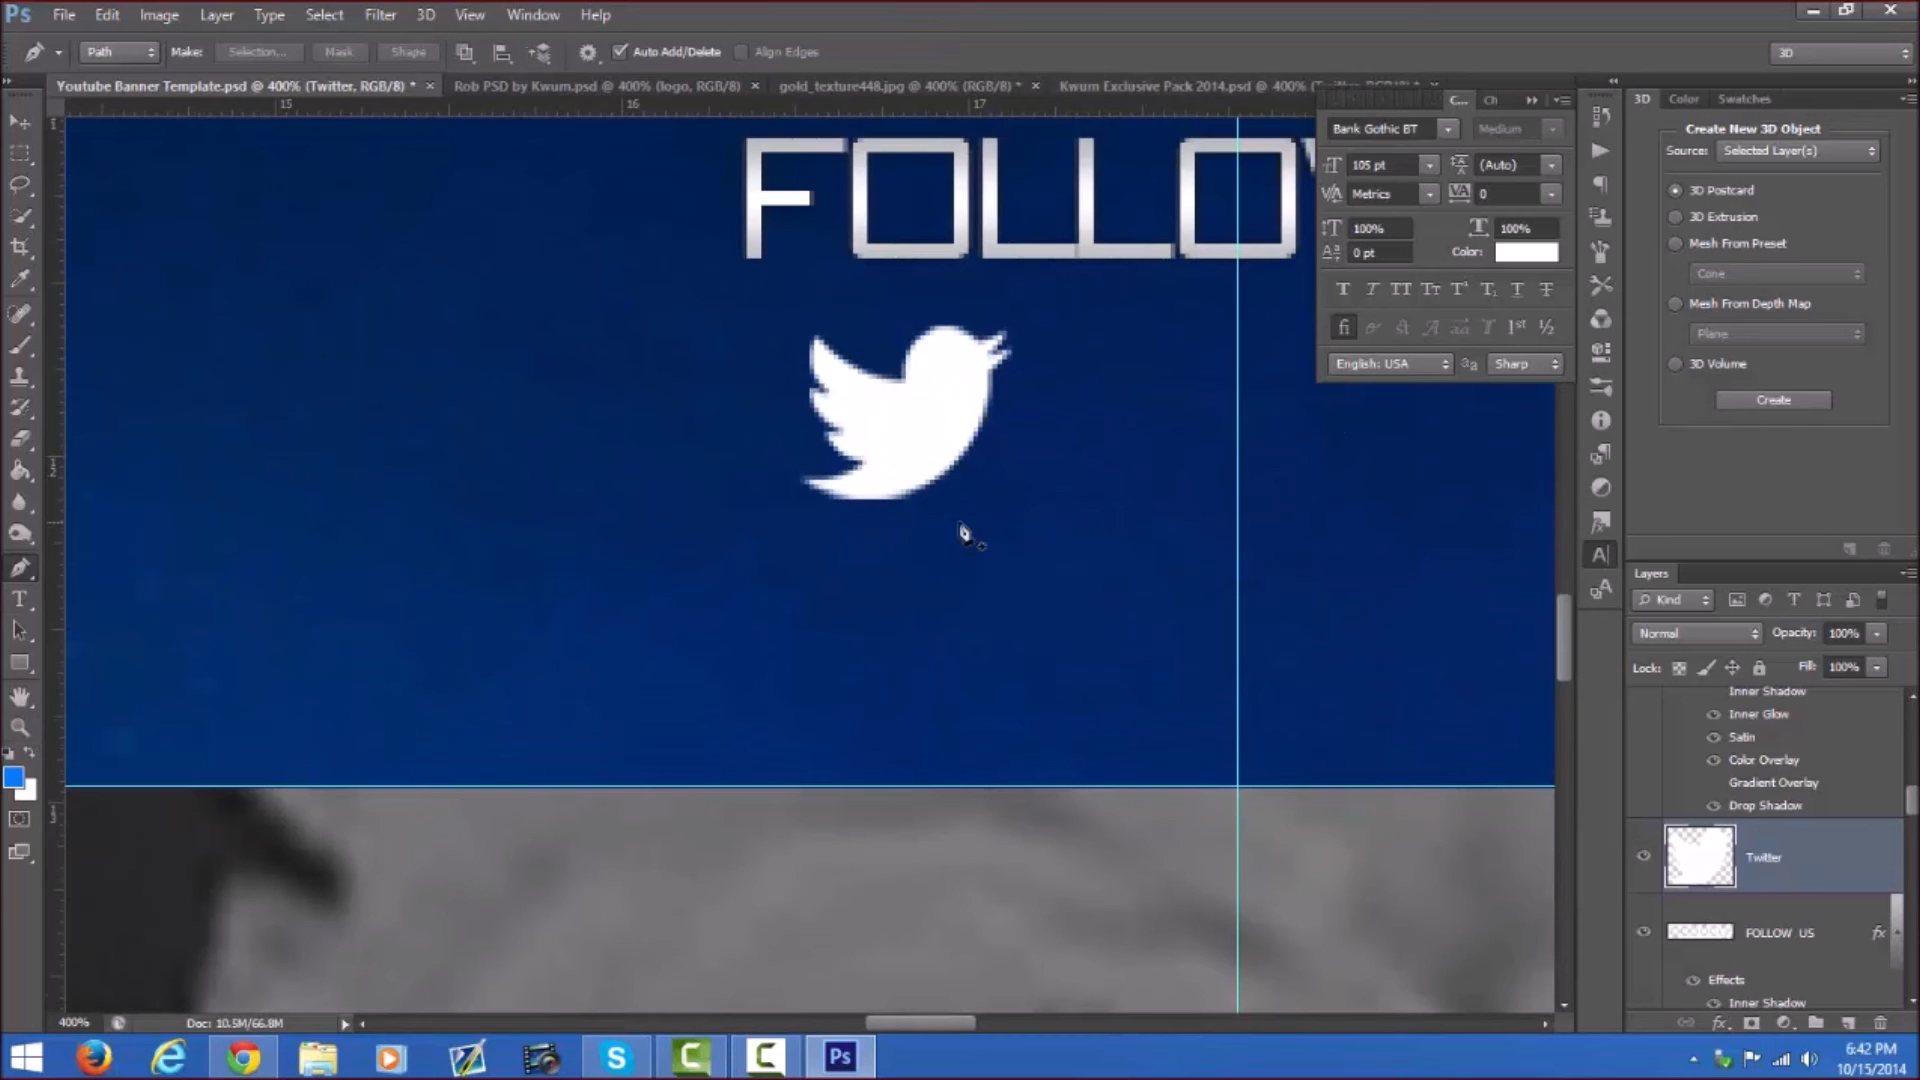 Ps File Edit Image Layer Type Select Filter 3D View Window Help
Path Make: Selection... Mask Shape Auto Add/Delete Align Edges 3D
Youtube Banner Template.psd @ 400% (Twitter, RGB/8) * × Rob PSD by Kwum.psd @ 400% (logo, RGB/8) × gold_texture448.jpg @ 400% (RGB/8) * × Kwum Exclusive Pack 2014.psd @ 400%
15 16 17
C... Ch
3D Color Swatches
Bank Gothic BT Medium
Create New 3D Object
Source: Selected Layer(s)
105 pt (Auto)
Metrics 0
100% 100%
0 pt Color:
3D Postcard
3D Extrusion
Mesh From Preset
Cone
Mesh From Depth Map
Plane
3D Volume
Create
English: USA Sharp
FOLLO
Layers
Kind
Normal Opacity: 100%
Lock: Fill: 100%
Inner Shadow
Inner Glow
Satin
Color Overlay
Gradient Overlay
Drop Shadow
Twitter
FOLLOW US fx
Effects
Inner Shadow
400% Doc: 10.5M/66.8M
6:42 PM
10/15/2014